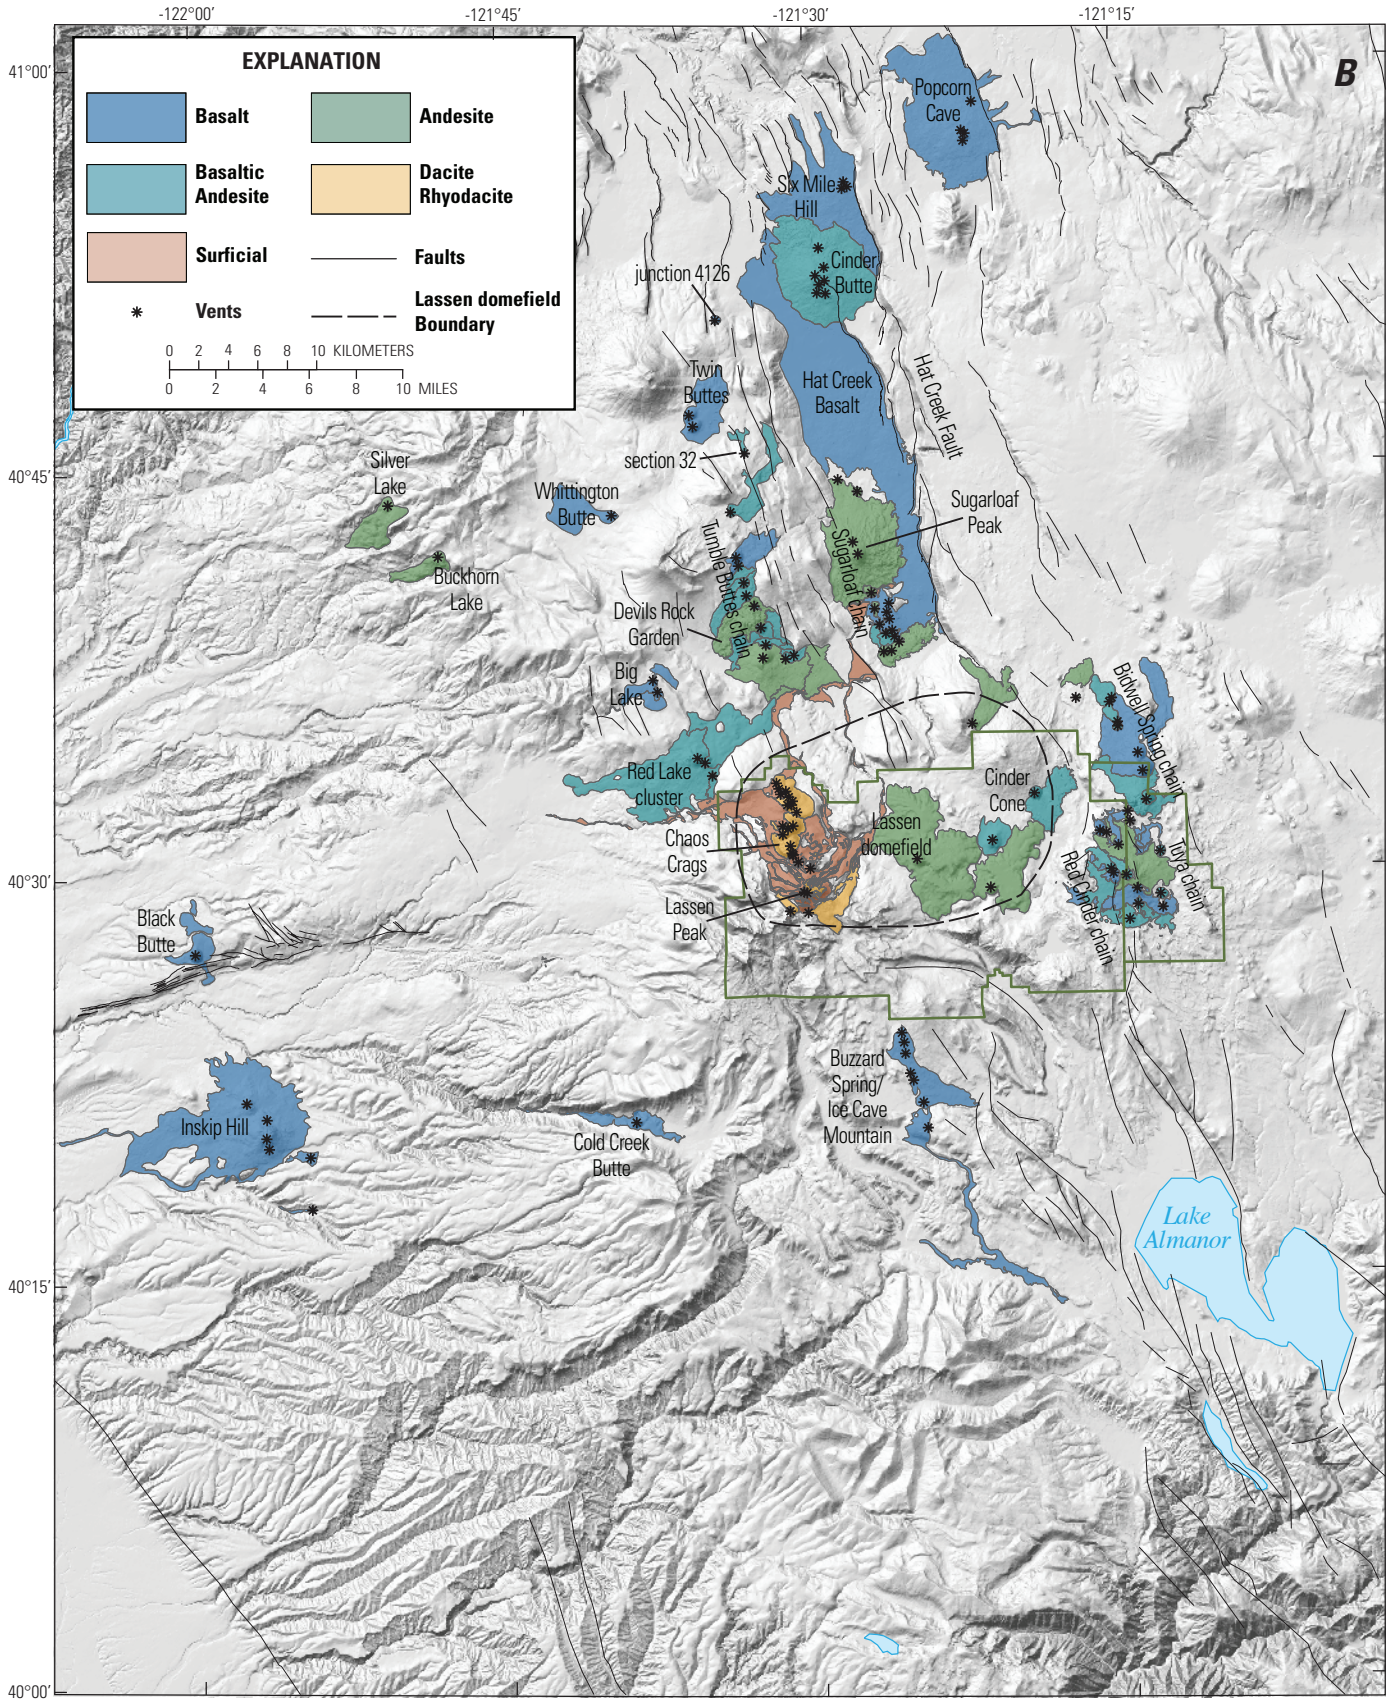 -122°00'
-121°45'
-121°30'
-121°15'
41°00'
40°45'
40°30'
40°15'
40°00'
B
EXPLANATION
Basalt
Andesite
Basaltic
Andesite
Dacite
Rhyodacite
Surficial
Faults
Vents
Lassen domefield
Boundary
0 2 4 6 8 10 KILOMETERS
0 2 4 6 8 10 MILES
Popcorn
Cave
Six Mile
Hill
Cinder
Butte
junction 4126
Twin
Buttes
Hat Creek
Basalt
Hat Creek Fault
section 32
Silver
Lake
Whittington
Butte
Sugarloaf
Peak
Buckhorn
Lake
Tumble Buttes chain
Sugarloaf chain
Devils Rock
Garden
Big
Lake
Bidwell Spring chain
Red Lake
cluster
Cinder
Cone
Chaos
Crags
Lassen
domefield
Tuya chain
Red Cinder chain
Lassen
Peak
Black
Butte
Buzzard
Spring/
Ice Cave
Mountain
Inskip Hill
Cold Creek
Butte
Lake
Almanor